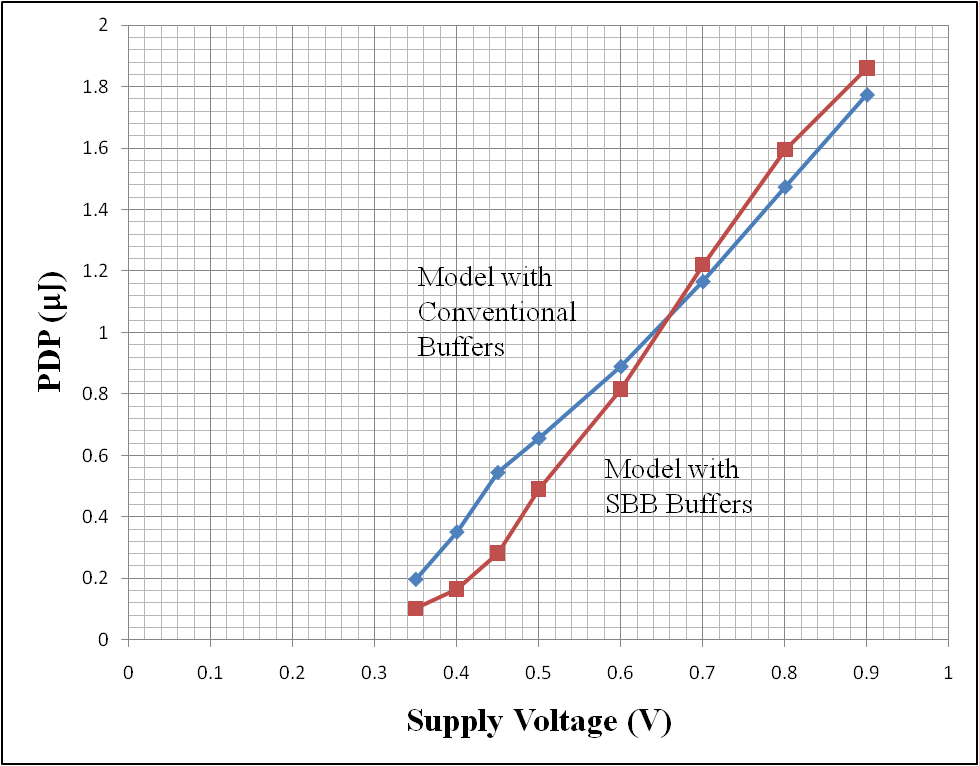 2
1.8
1.6
1.4
1.2
1
0.8
0.6
0.4
0.2
0
PDP (µJ)
Model with
Conventional
Buffers
Model with
SBB Buffers
0 0.1 0.2 0.3 0.4 0.5 0.6 0.7 0.8 0.9 1
Supply Voltage (V)